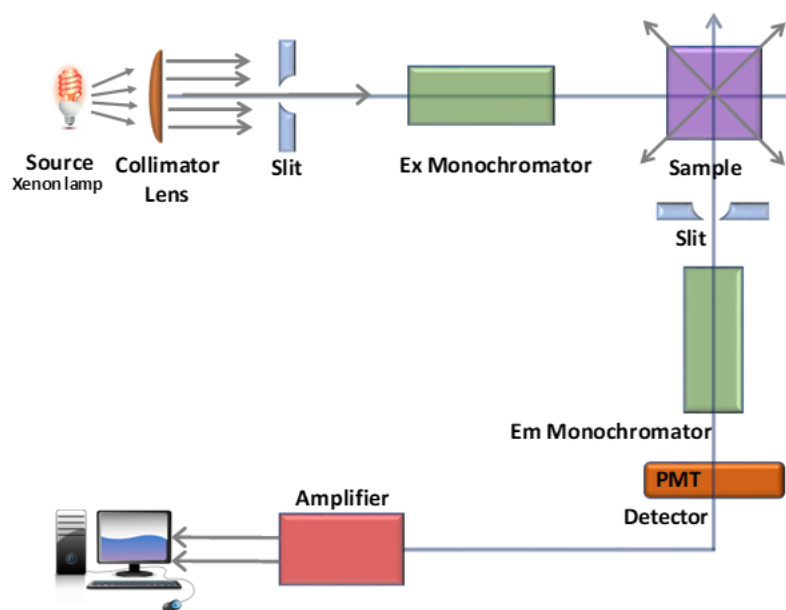 Source
Xenon lamp
Collimator
Lens
Slit
Ex Monochromator
Sample
Slit
Em Monochromator
PMT
Detector
Amplifier